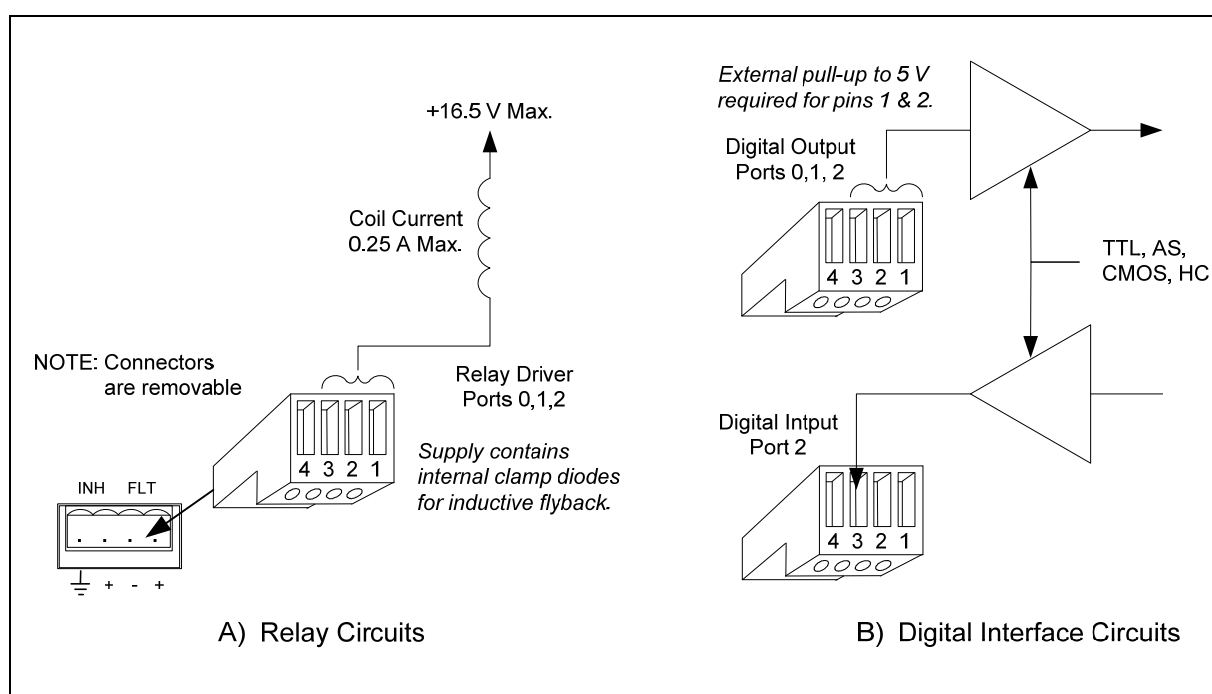 +16.5 V Max.
Coil Current
0.25 A Max.
NOTE: Connectors
are removable
Relay Driver
Ports 0,1,2
4 3 2 1
Supply contains
internal clamp diodes
for inductive flyback.
INH FLT
+ - +
A) Relay Circuits
External pull-up to 5 V
required for pins 1 & 2.
Digital Output
Ports 0,1, 2
4 3 2 1
TTL, AS,
CMOS, HC
Digital Intput
Port 2
4 3 2 1
B) Digital Interface Circuits